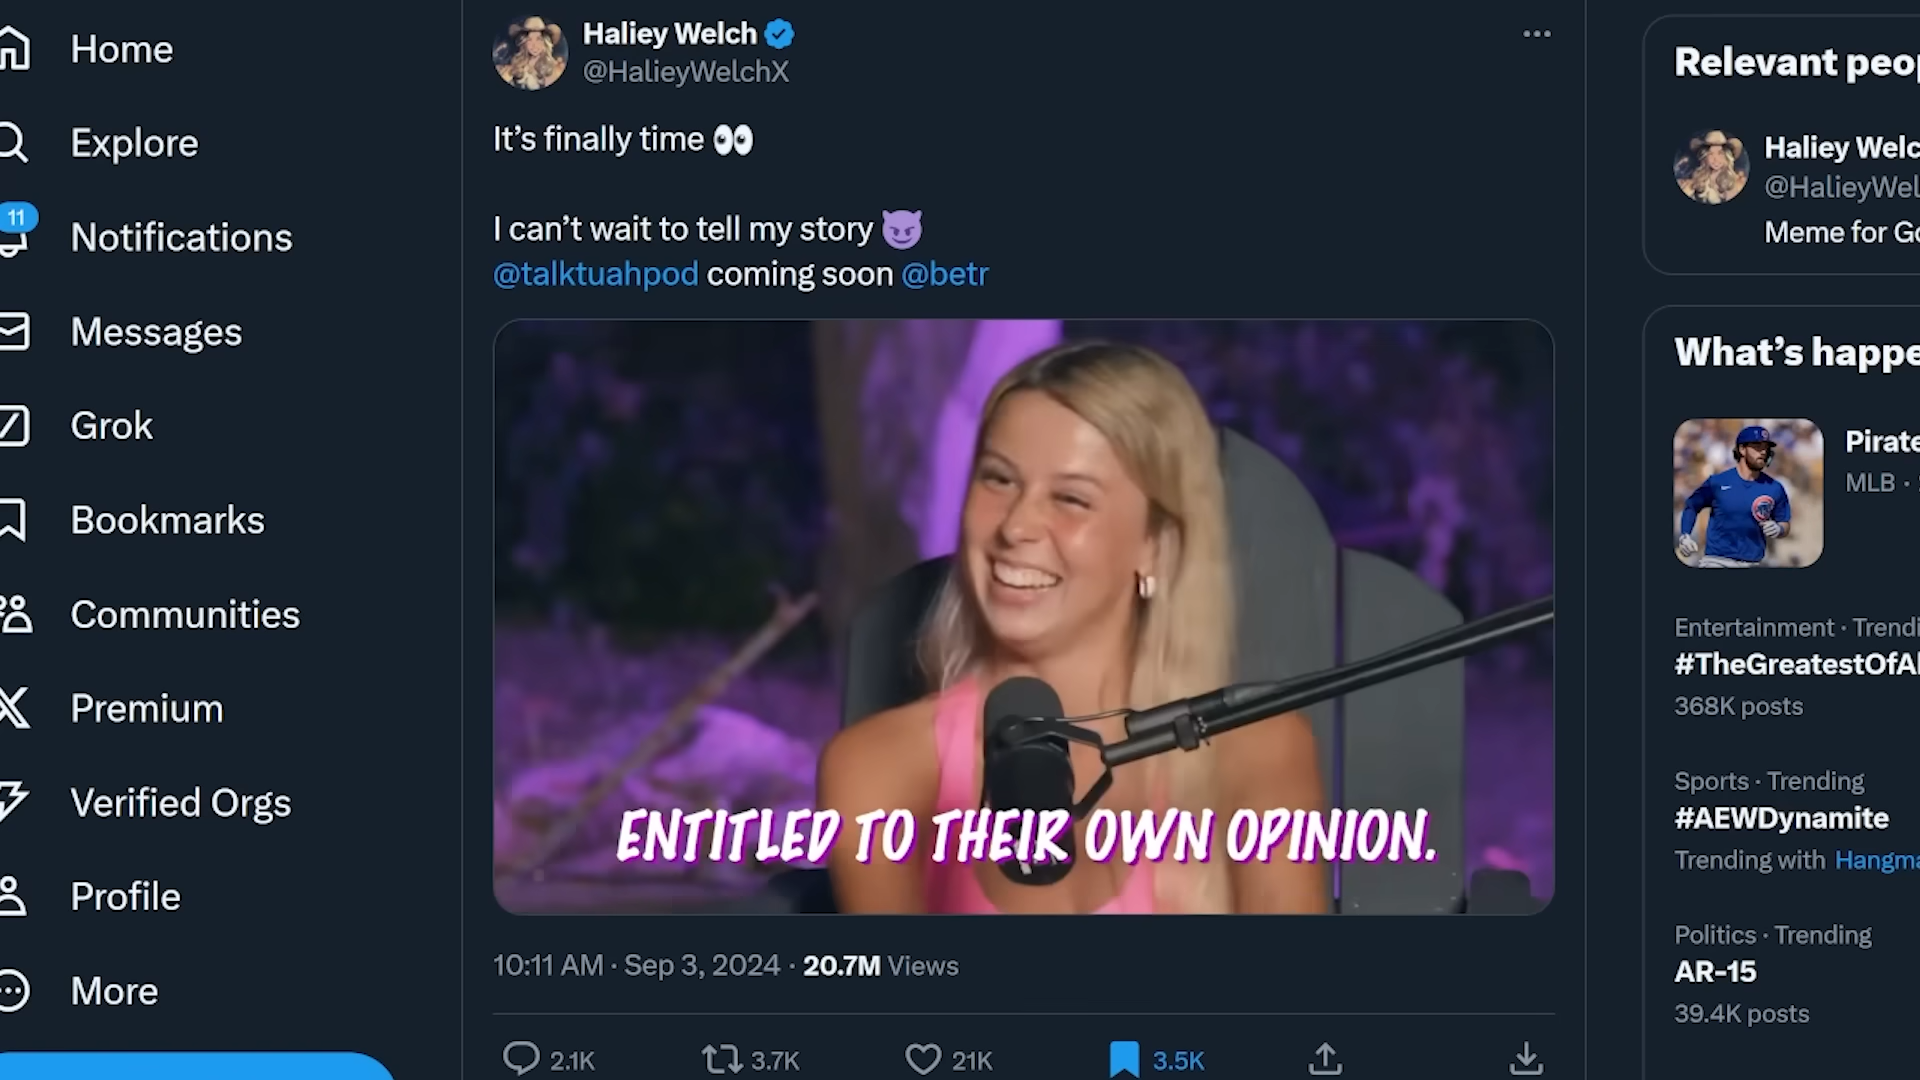 Home
Explore
11
Notifications
Messages
Grok
Bookmarks
Communities
Premium
Verified Orgs
Profile
More
Haliey Welch
@HalieyWelchX
It's finally time 👀
I can't wait to tell my story 😈
@talktuahpod coming soon @betr
ENTITLED TO THEIR OWN OPINION.
10:11 AM · Sep 3, 2024 · 20.7M Views
2.1K 3.7K 21K 3.5K
Relevant peop
Haliey Welc
@HalieyWel
Meme for Go
What's happe
Pirate
MLB ·
Entertainment · Trendi
#TheGreatestOfAl
368K posts
Sports · Trending
#AEWDynamite
Trending with Hangma
Politics · Trending
AR-15
39.4K posts